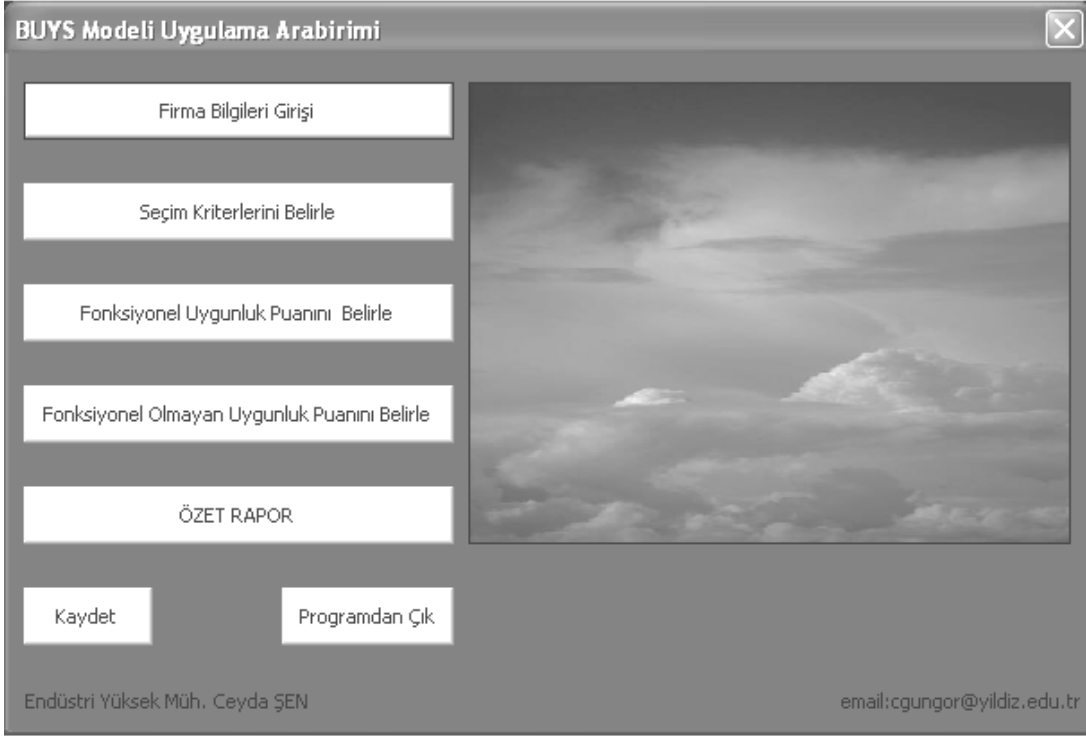 BUYS Modeli Uygulama Arabirimi
Firma Bilgileri Girişi
Seçim Kriterlerini Belirle
Fonksiyonel Uygunluk Puanını Belirle
Fonksiyonel Olmayan Uygunluk Puanını Belirle
ÖZET RAPOR
Kaydet
Programdan Çık
Endüstri Yüksek Müh. Ceyda ŞEN
email:cgungor@yildiz.edu.tr